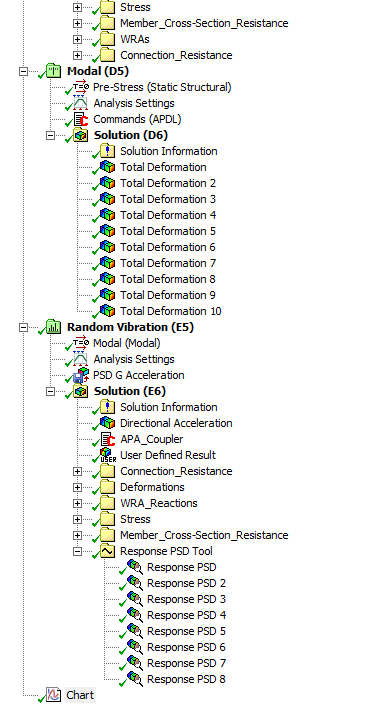 Stress
Member_Cross-Section_Resistance
WRAs
Connection_Resistance
Modal (D5)
Pre-Stress (Static Structural)
Analysis Settings
Commands (APDL)
Solution (D6)
Solution Information
Total Deformation
Total Deformation 2
Total Deformation 3
Total Deformation 4
Total Deformation 5
Total Deformation 6
Total Deformation 7
Total Deformation 8
Total Deformation 9
Total Deformation 10
Random Vibration (E5)
Modal (Modal)
Analysis Settings
PSD G Acceleration
Solution (E6)
Solution Information
Directional Acceleration
APA_Coupler
User Defined Result
Connection_Resistance
Deformations
WRA_Reactions
Stress
Member_Cross-Section_Resistance
Response PSD Tool
Response PSD
Response PSD 2
Response PSD 3
Response PSD 4
Response PSD 5
Response PSD 6
Response PSD 7
Response PSD 8
Chart